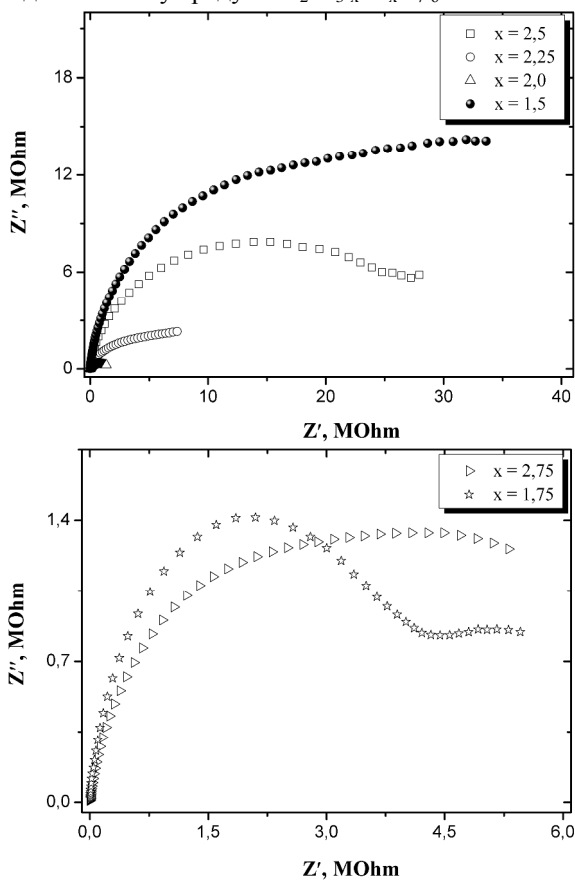 x = 2,5
x = 2,25
x = 2,0
x = 1,5
18
12
6
0
Z'', MOhm
0 10 20 30 40
Z', MOhm
x = 2,75
x = 1,75
1,4
0,7
0,0
Z'', MOhm
0,0 1,5 3,0 4,5 6,0
Z', MOhm